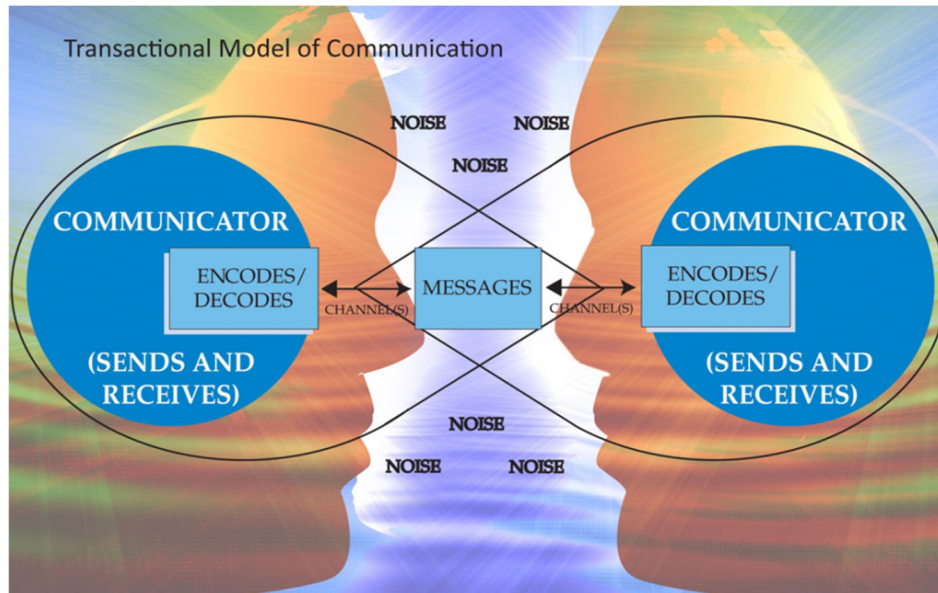 Transactional Model of Communication
NOISE
NOISE
NOISE
COMMUNICATOR
ENCODES/
DECODES
(SENDS AND
RECEIVES)
CHANNEL(S)
MESSAGES
CHANNEL(S)
COMMUNICATOR
ENCODES/
DECODES
(SENDS AND
RECEIVES)
NOISE
NOISE
NOISE